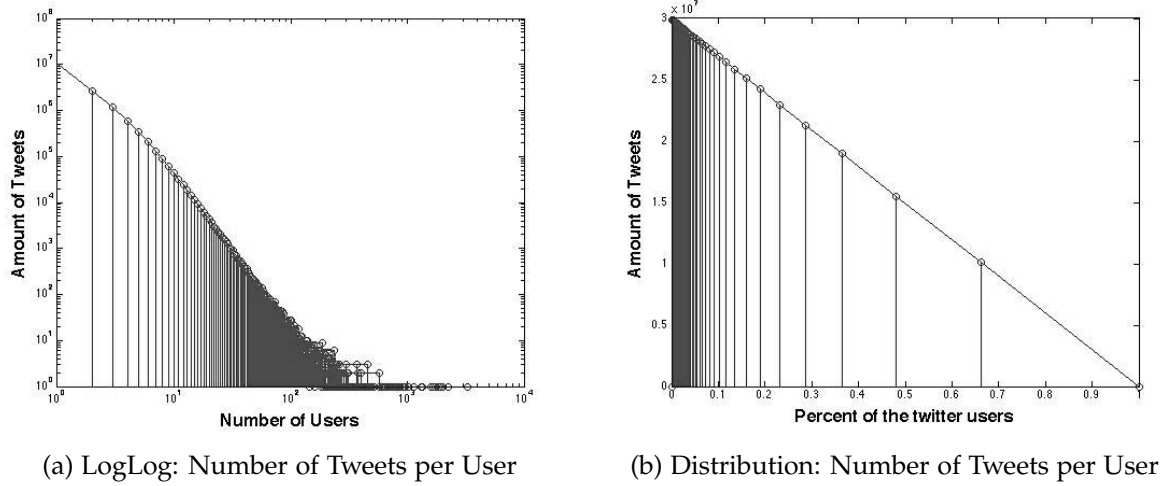 10^8
10^7
10^6
10^5
10^4
10^3
10^2
10^1
10^0
Amount of Tweets
10^0 10^1 10^2 10^3 10^4
Number of Users
(a) LogLog: Number of Tweets per User
3 x 10^7
2.5
2
1.5
1
0.5
0
Amount of Tweets
0 0.1 0.2 0.3 0.4 0.5 0.6 0.7 0.8 0.9 1
Percent of the twitter users
(b) Distribution: Number of Tweets per User